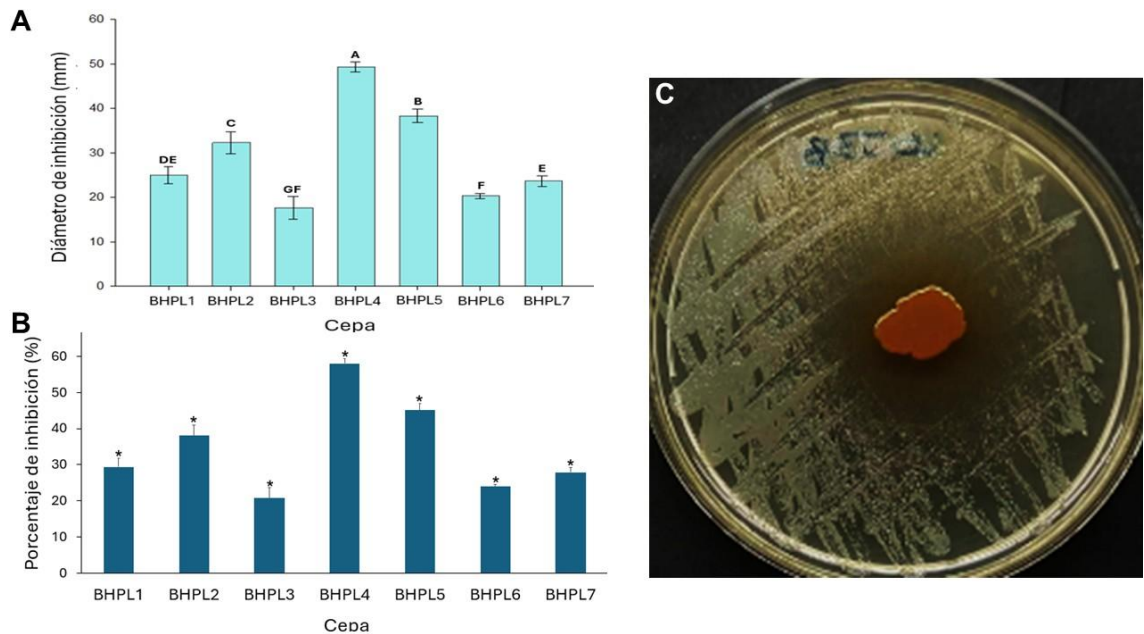 A
Diámetro de inhibición (mm)
60
50
40
30
20
10
0
DE
C
GF
A
B
F
E
BHPL1 BHPL2 BHPL3 BHPL4 BHPL5 BHPL6 BHPL7
Cepa
B
Porcentaje de inhibición (%)
60
50
40
30
20
10
0
* * * * * * *
BHPL1 BHPL2 BHPL3 BHPL4 BHPL5 BHPL6 BHPL7
Cepa
C